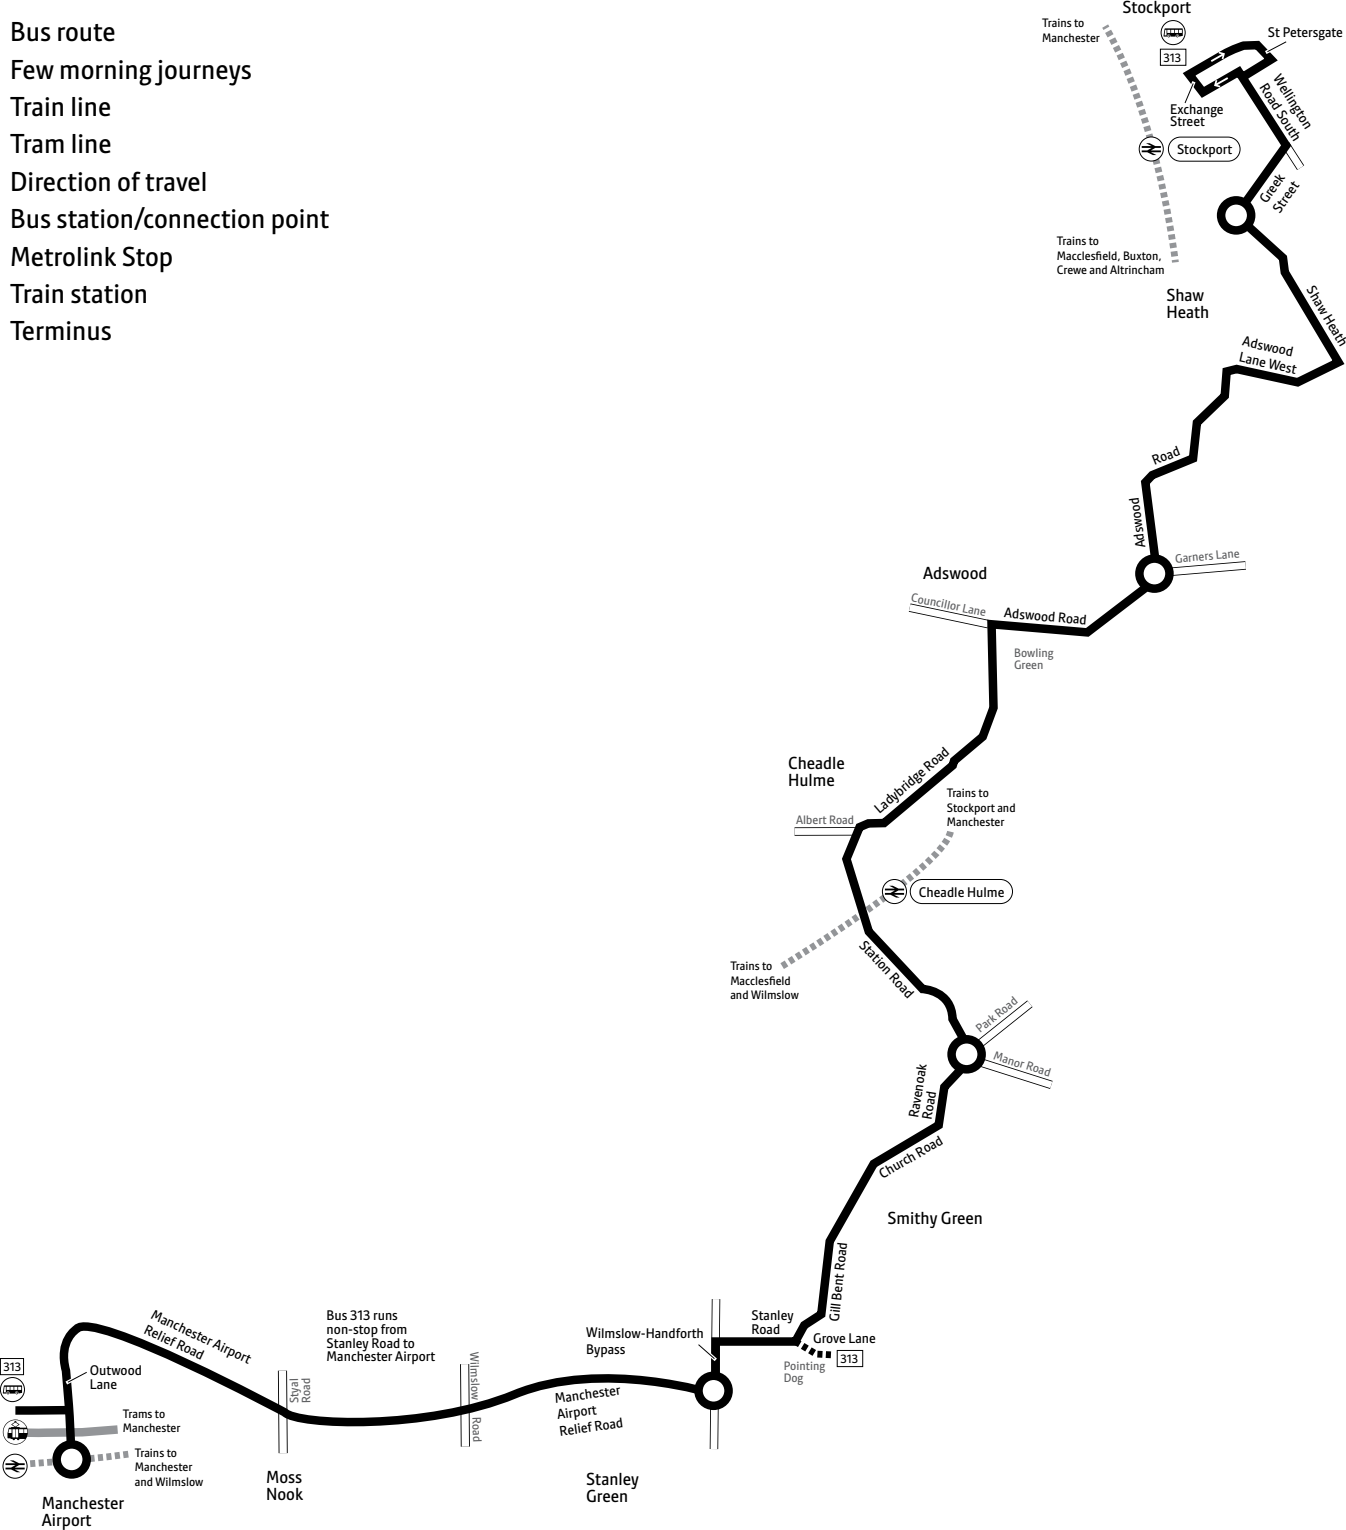 Bus route
Few morning journeys
Train line
Tram line
Direction of travel
Bus station/connection point
Metrolink Stop
Train station
Terminus
Stockport
313
Trains to
Manchester
St Petersgate
Exchange
Street
Wellington
Road South
Stockport
Greek
Street
Trains to
Macclesfield, Buxton,
Crewe and Altrincham
Shaw
Heath
Shaw Heath
Adswood
Lane West
Road
Adswood
Garners Lane
Adswood
Councillor Lane
Adswood Road
Bowling
Green
Cheadle
Hulme
Ladybridge Road
Trains to
Stockport and
Manchester
Albert Road
Cheadle Hulme
Station Road
Trains to
Macclesfield
and Wilmslow
Park Road
Manor Road
Ravenoak
Road
Church Road
Smithy Green
Gill Bent Road
Stanley
Road
Grove Lane
313
Pointing
Dog
Wilmslow-Handforth
Bypass
Bus 313 runs
non-stop from
Stanley Road to
Manchester Airport
Manchester Airport
Relief Road
Styal
Road
Wilmslow Road
Manchester
Airport
Relief Road
313
Outwood
Lane
Trams to
Manchester
Trains to
Manchester
and Wilmslow
Moss
Nook
Stanley
Green
Manchester
Airport